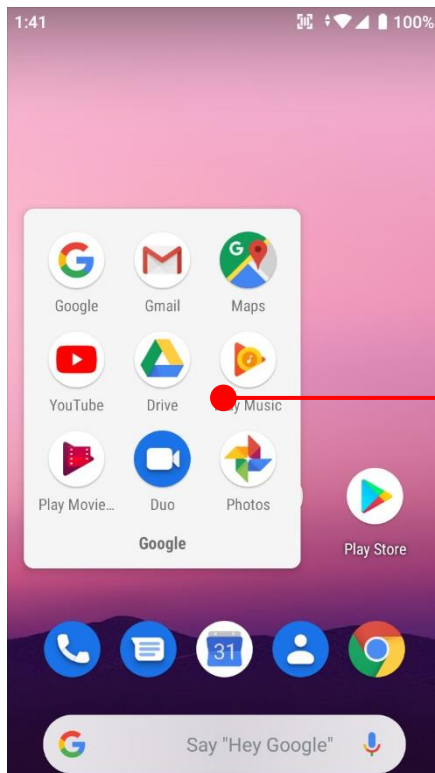 1:41 100%
Google Gmail Maps
YouTube Drive Music
Play Movie... Duo Photos
Google
Play Store
31
Say "Hey Google"